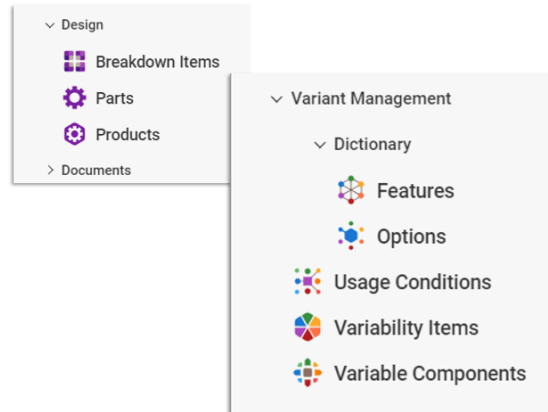 Design
Breakdown Items
Parts
Products
Documents
Variant Management
Dictionary
Features
Options
Usage Conditions
Variability Items
Variable Components